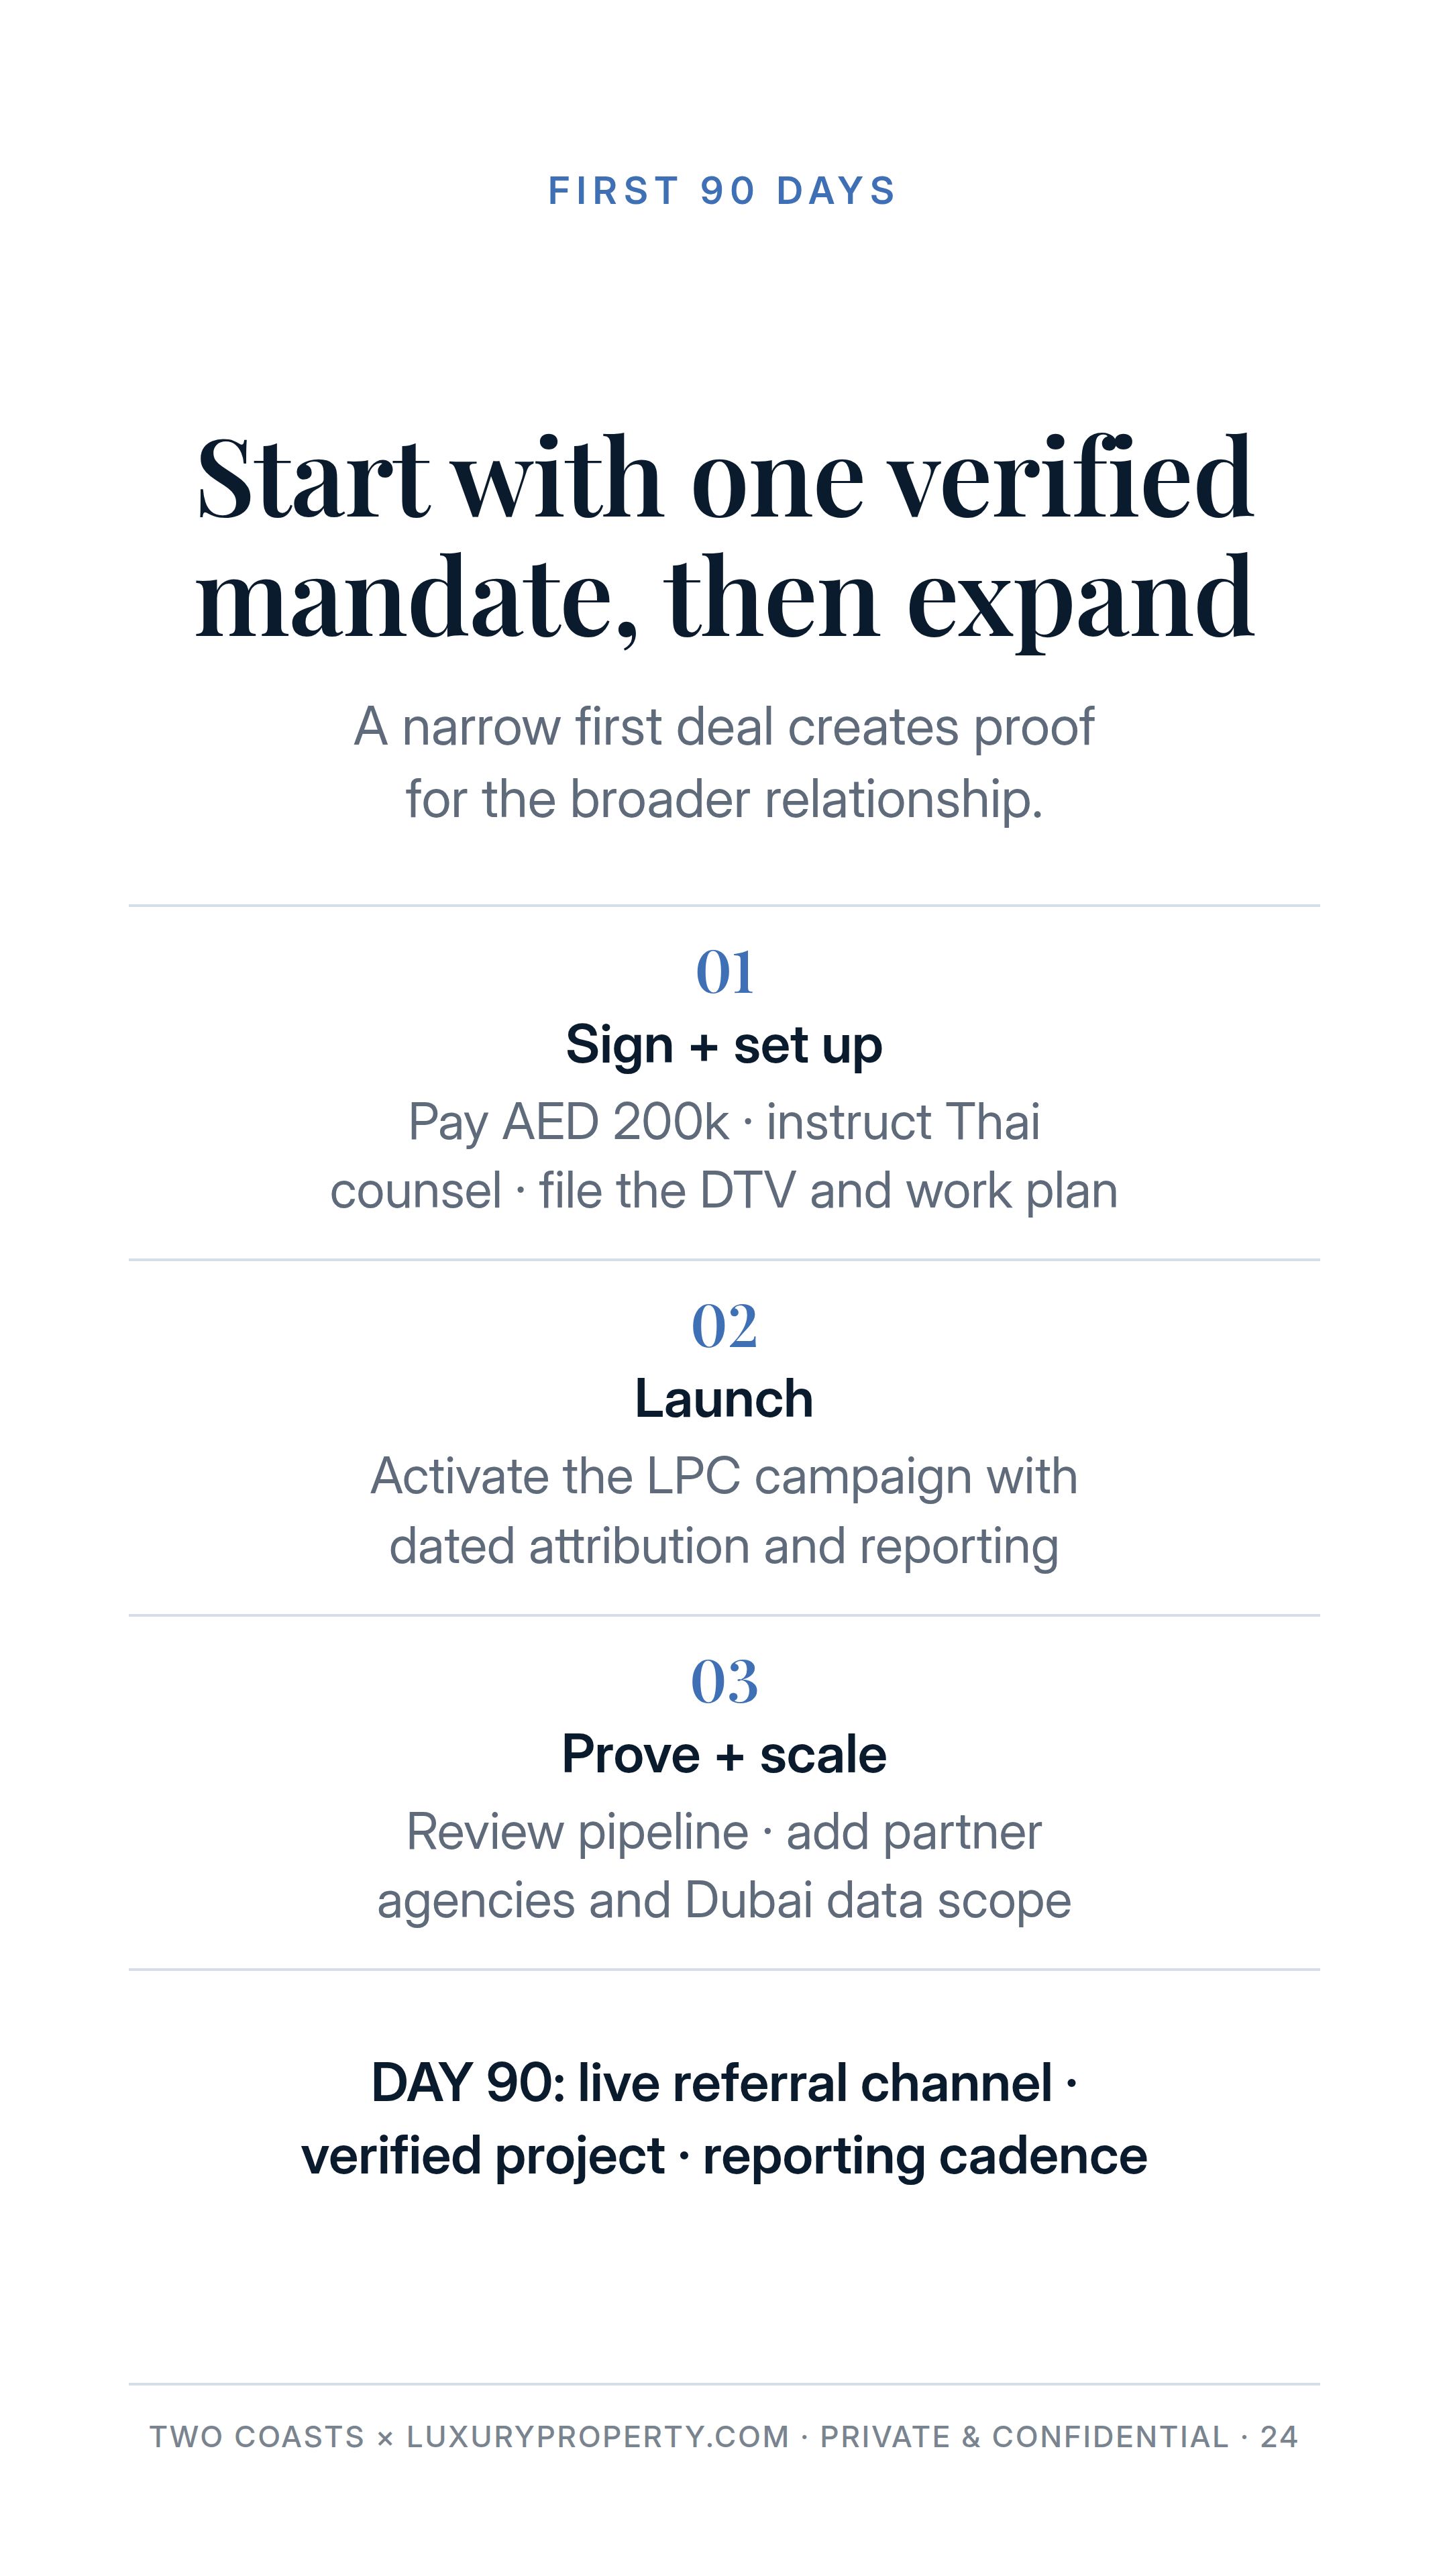 FIRST 90 DAYS
Start with one verified
mandate, then expand
A narrow first deal creates proof
for the broader relationship.
01
Sign + set up
Pay AED 200k · instruct Thai
counsel · file the DTV and work plan
02
Launch
Activate the LPC campaign with
dated attribution and reporting
03
Prove + scale
Review pipeline · add partner
agencies and Dubai data scope
DAY 90: live referral channel ·
verified project · reporting cadence
TWO COASTS × LUXURYPROPERTY.COM · PRIVATE & CONFIDENTIAL · 24